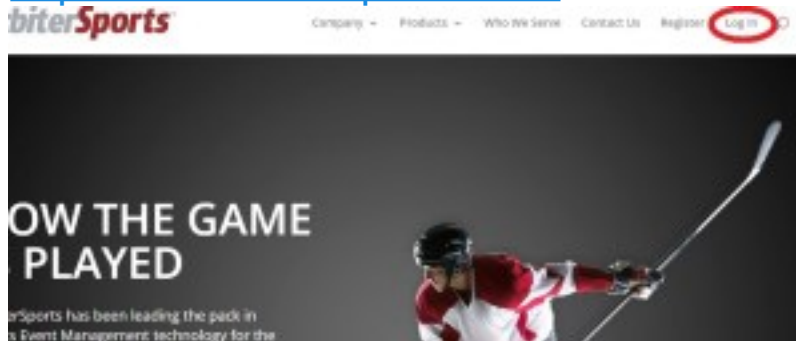 biterSports
Company Products Who We Serve Contact Us Register Log In
OW THE GAME
PLAYED
erSports has been leading the pack in
s Event Management technology for the